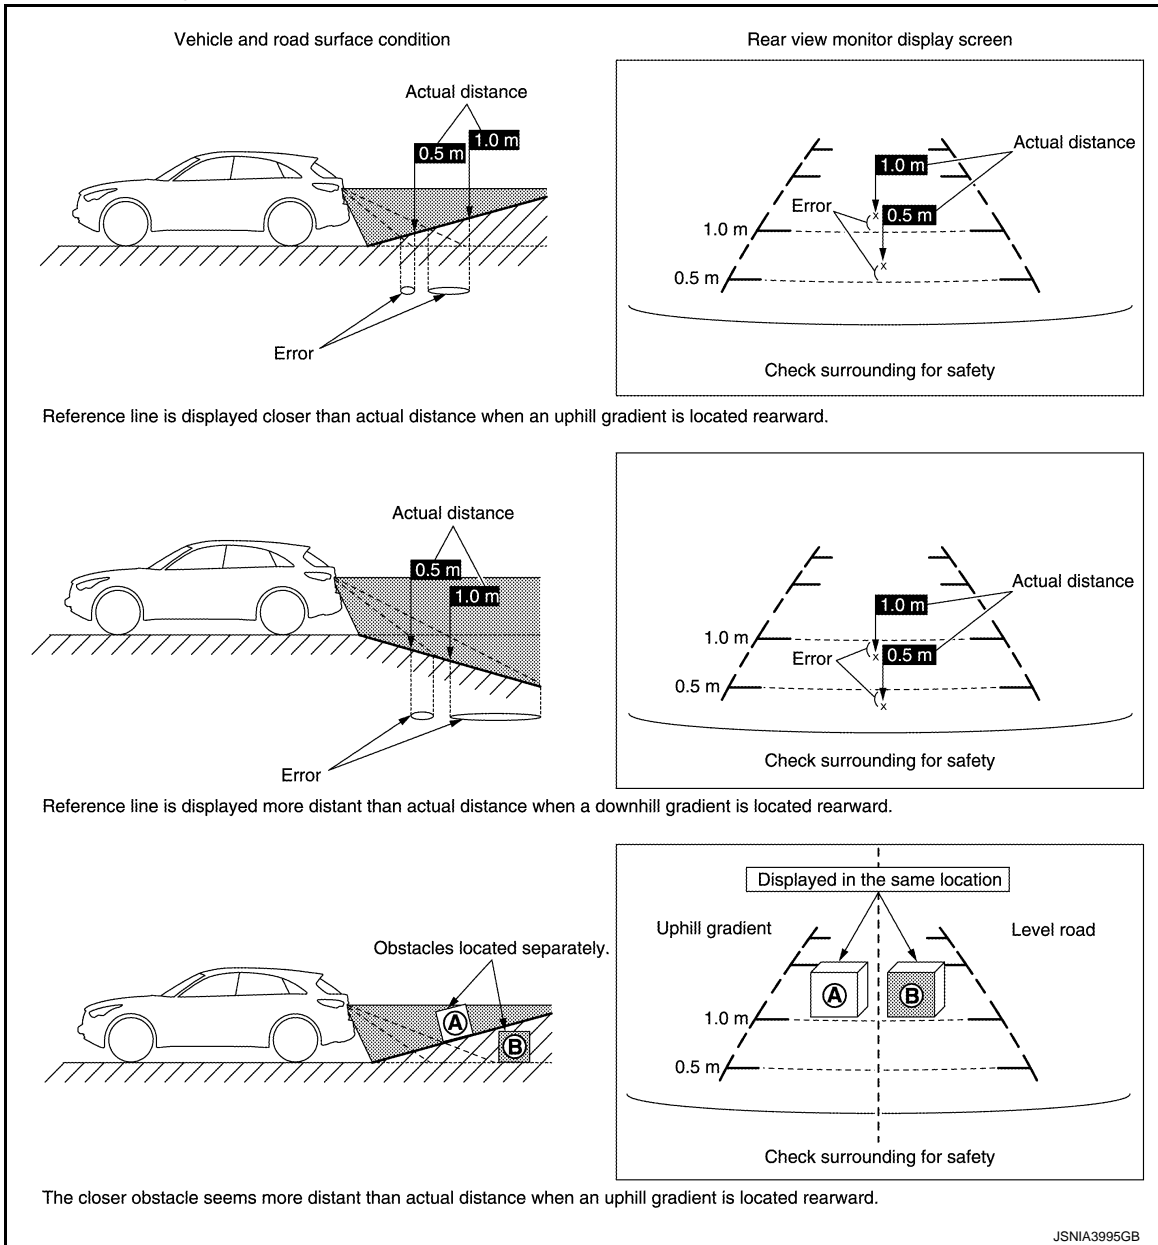 Vehicle and road surface condition
Rear view monitor display screen
Actual distance
0.5 m
1.0 m
Error
Actual distance
1.0 m
0.5 m
Error
1.0 m
0.5 m
Check surrounding for safety
Reference line is displayed closer than actual distance when an uphill gradient is located rearward.
Actual distance
0.5 m
1.0 m
Error
Actual distance
1.0 m
0.5 m
1.0 m
Error
0.5 m
Check surrounding for safety
Reference line is displayed more distant than actual distance when a downhill gradient is located rearward.
Obstacles located separately.
A
B
Displayed in the same location
Uphill gradient
Level road
A
B
1.0 m
0.5 m
Check surrounding for safety
The closer obstacle seems more distant than actual distance when an uphill gradient is located rearward.
JSNIA3995GB